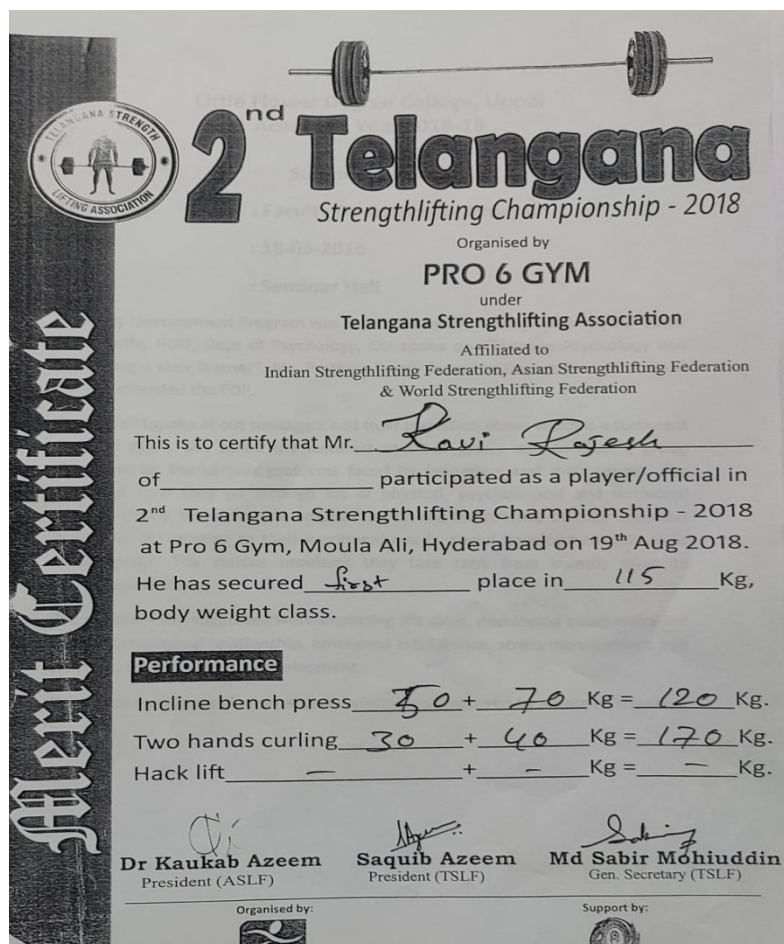 TELANGANA STRENGTH
LIFTING ASSOCIATION
2nd Telangana
Strengthlifting Championship - 2018
Organised by
PRO 6 GYM
under
Telangana Strengthlifting Association
Affiliated to
Indian Strengthlifting Federation, Asian Strengthlifting Federation
& World Strengthlifting Federation
Merit Certificate
This is to certify that Mr. Ravi Rajesh
of participated as a player/official in
2nd Telangana Strengthlifting Championship - 2018
at Pro 6 Gym, Moula Ali, Hyderabad on 19th Aug 2018.
He has secured first place in 115 Kg,
body weight class.
Performance
Incline bench press 50 + 70 Kg = 120 Kg.
Two hands curling 30 + 40 Kg = 170 Kg.
Hack lift — + — Kg = — Kg.
Dr Kaukab Azeem Saquib Azeem Md Sabir Mohiuddin
President (ASLF) President (TSLF) Gen. Secretary (TSLF)
Organised by: Support by: